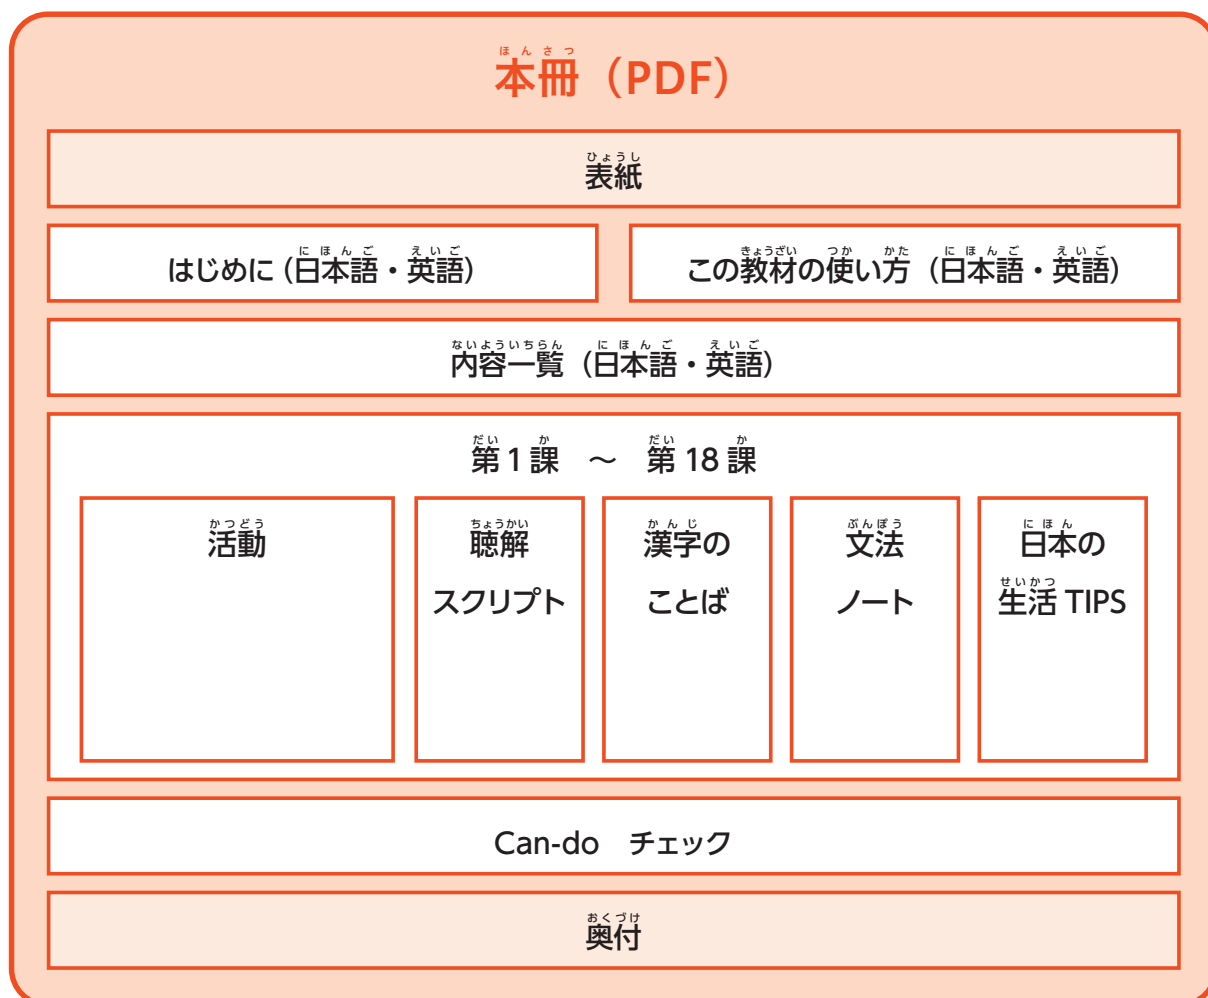 ほんさつ
本冊(PDF)
ひょうし
表紙
にほんご えいご
はじめに(日本語・英語)
きょうざい つか かた にほんご えいご
この教材の使い方(日本語・英語)
ないよういちらん にほんご えいご
内容一覧(日本語・英語)
だい か だい か
第1課 ～ 第18課
かつどう
活動
ちょうかい
聴解
スクリプト
かんじ
漢字の
ことば
ぶんぽう
文法
ノート
にほん
日本の
せいかつ
生活 TIPS
Can-do チェック
おくづけ
奥付